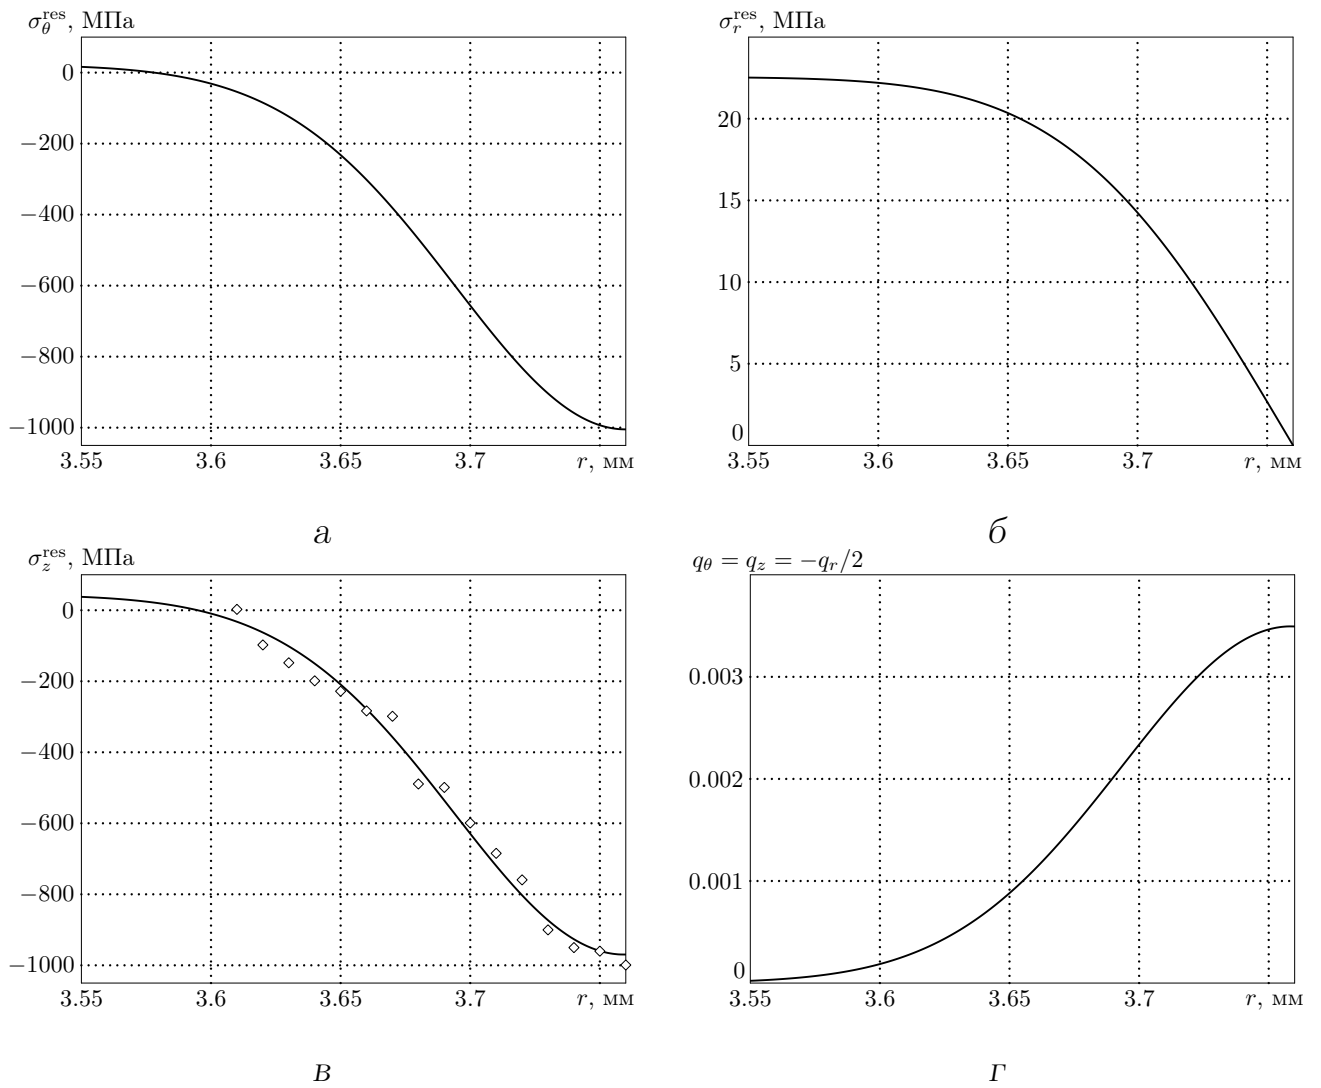 σ_θ^res, МПа
0
−200
−400
−600
−800
−1000
3.55 3.6 3.65 3.7 r, мм
а
σ_r^res, МПа
20
15
10
5
0
3.55 3.6 3.65 3.7 r, мм
б
σ_z^res, МПа
0
−200
−400
−600
−800
−1000
3.55 3.6 3.65 3.7 r, мм
в
q_θ = q_z = −q_r/2
0.003
0.002
0.001
0
3.55 3.6 3.65 3.7 r, мм
г